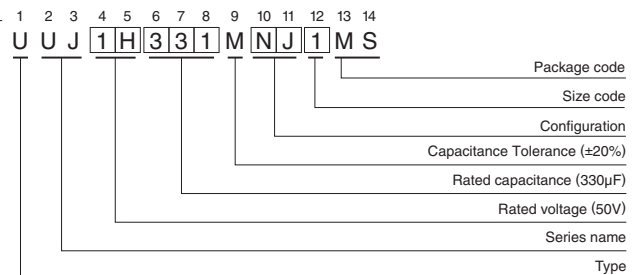 1 2 3 4 5 6 7 8 9 10 11 12 13 14
U U J 1 H 3 3 1 M N J 1 M S
Package code
Size code
Configuration
Capacitance Tolerance (±20%)
Rated capacitance (330µF)
Rated voltage (50V)
Series name
Type